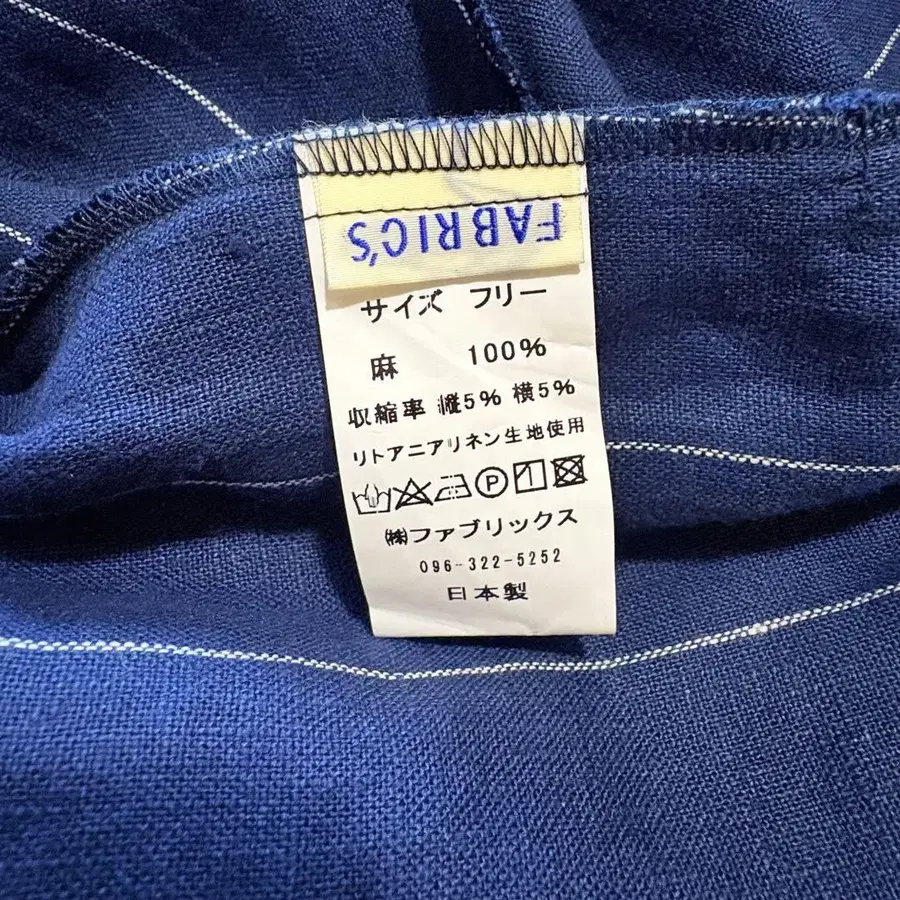 FABRIC'S
サイズ フリー
麻 100%
収縮率 縦5% 横5%
リトアニアリネン生地使用
P 1
㈱ファブリックス
096-322-5252
日本製